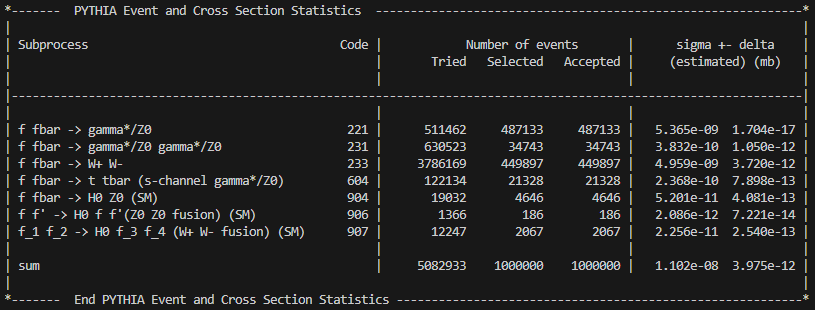 *------- PYTHIA Event and Cross Section Statistics -------------------------------------------------------------*
| |
| Subprocess Code | Number of events | sigma +- delta |
| | Tried Selected Accepted | (estimated) (mb) |
| | | |
|-----------------------------------------------------------------------------------------------------------------|
| | | |
| f fbar -> gamma*/Z0 221 | 511462 487133 487133 | 5.365e-09 1.704e-17 |
| f fbar -> gamma*/Z0 gamma*/Z0 231 | 630523 34743 34743 | 3.832e-10 1.050e-12 |
| f fbar -> W+ W- 233 | 3786169 449897 449897 | 4.959e-09 3.720e-12 |
| f fbar -> t tbar (s-channel gamma*/Z0) 604 | 122134 21328 21328 | 2.368e-10 7.898e-13 |
| f fbar -> H0 Z0 (SM) 904 | 19032 4646 4646 | 5.201e-11 4.081e-13 |
| f f' -> H0 f f'(Z0 Z0 fusion) (SM) 906 | 1366 186 186 | 2.086e-12 7.221e-14 |
| f_1 f_2 -> H0 f_3 f_4 (W+ W- fusion) (SM) 907 | 12247 2067 2067 | 2.256e-11 2.540e-13 |
| | | |
| sum | 5082933 1000000 1000000 | 1.102e-08 3.975e-12 |
| |
*------- End PYTHIA Event and Cross Section Statistics ----------------------------------------------------------*